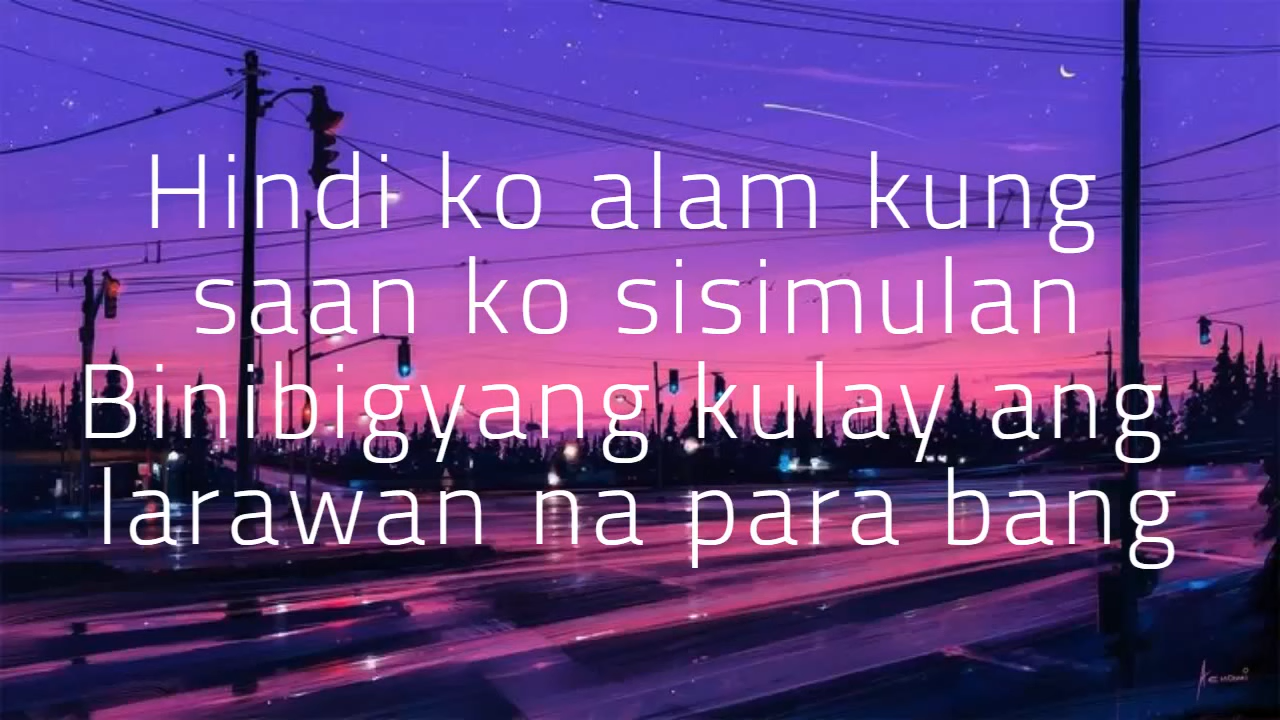 Hindi ko alam kung
saan ko sisimulan
Binibigyang kulay ang
larawan na para bang